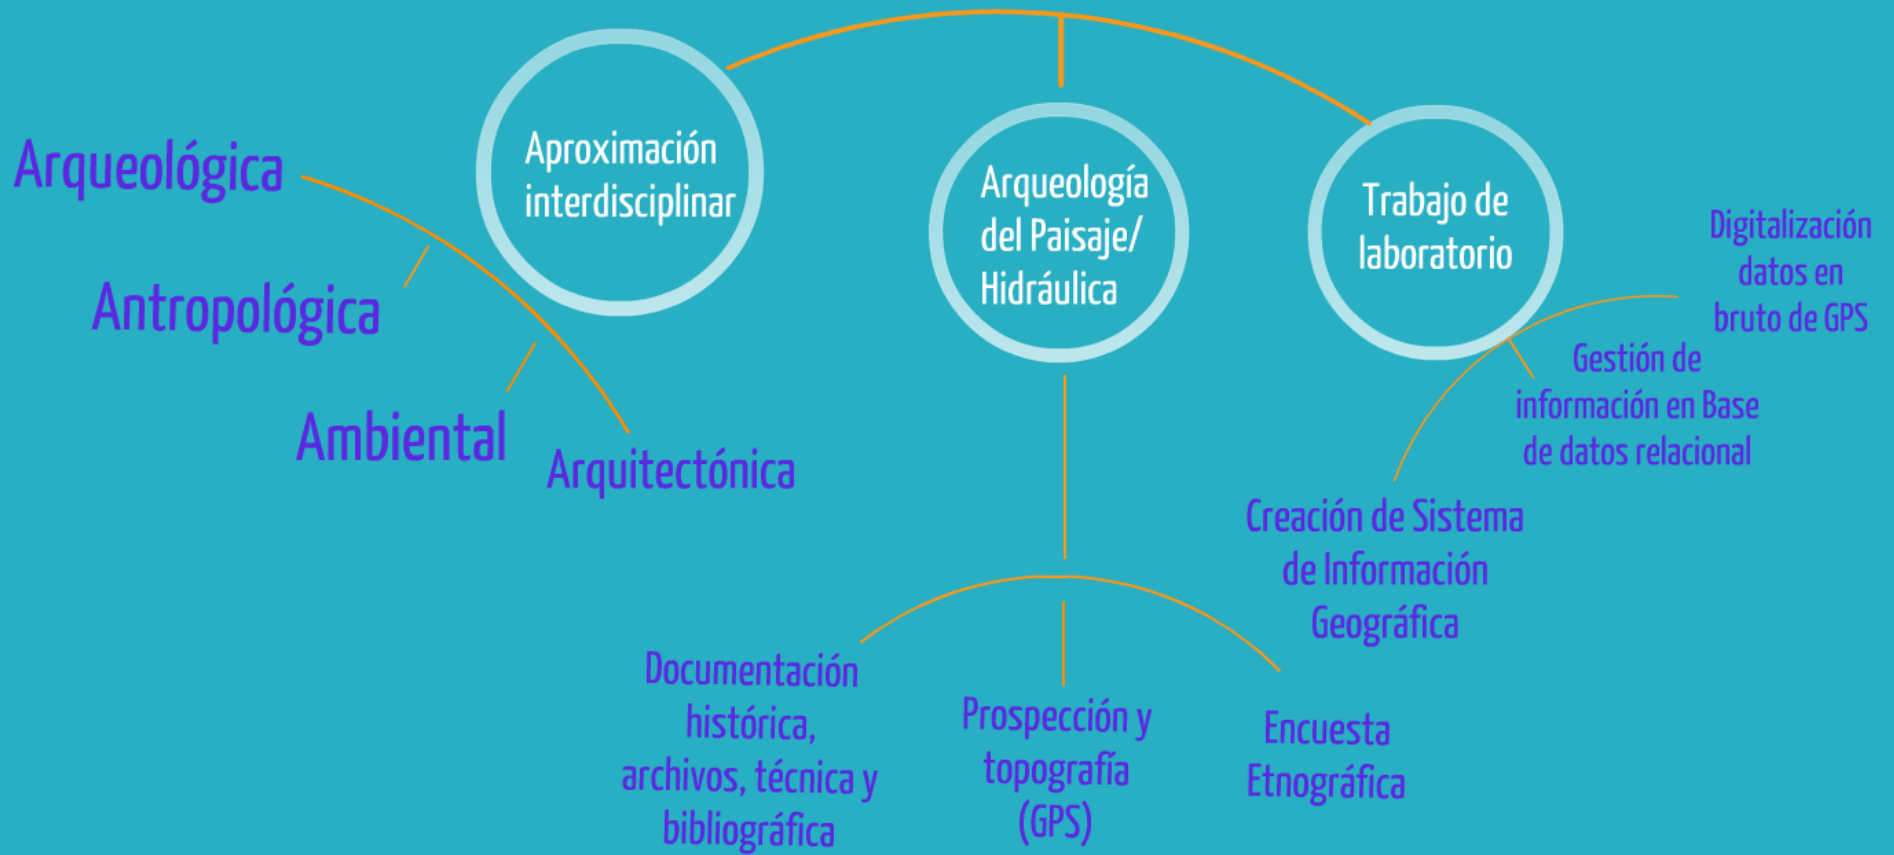 Aproximación
interdisciplinar
Arqueológica
Antropológica
Ambiental
Arquitectónica
Arqueología
del Paisaje/
Hidráulica
Documentación
histórica,
archivos, técnica y
bibliográfica
Prospección y
topografía
(GPS)
Encuesta
Etnográfica
Trabajo de
laboratorio
Digitalización
datos en
bruto de GPS
Gestión de
información en Base
de datos relacional
Creación de Sistema
de Información
Geográfica